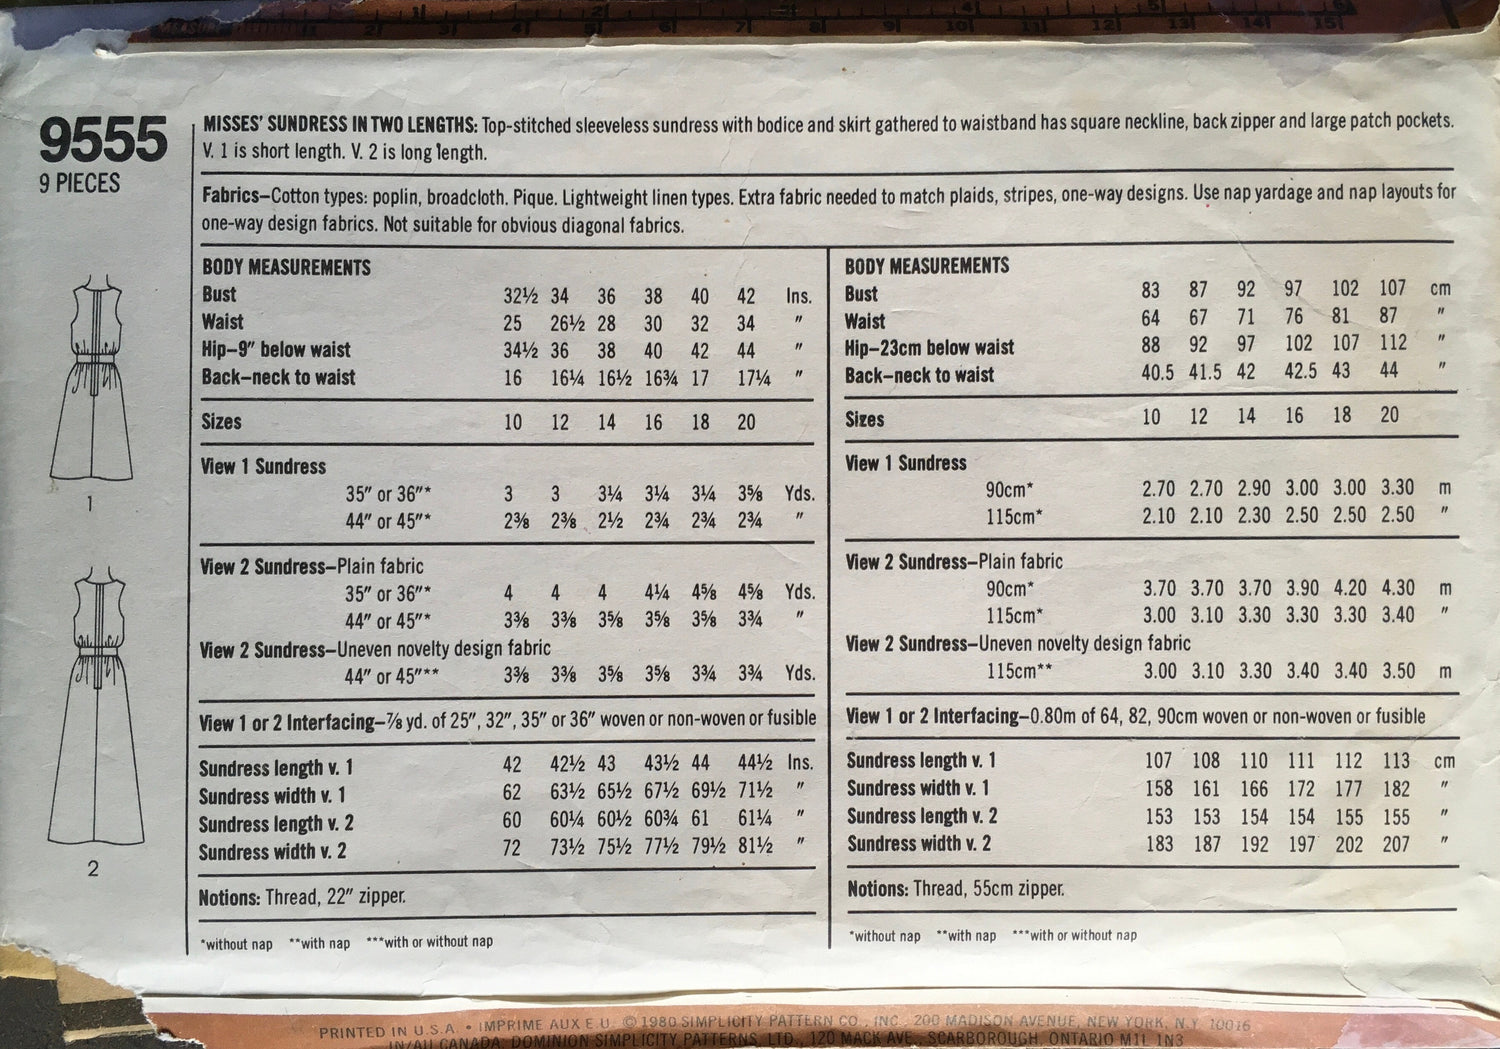 9555
9 PIECES
1
2
MISSES' SUNDRESS IN TWO LENGTHS: Top-stitched sleeveless sundress with bodice and skirt gathered to waistband has square neckline, back zipper and large patch pockets.
V. 1 is short length. V. 2 is long length.
Fabrics–Cotton types: poplin, broadcloth. Pique. Lightweight linen types. Extra fabric needed to match plaids, stripes, one-way designs. Use nap yardage and nap layouts for
one-way design fabrics. Not suitable for obvious diagonal fabrics.
BODY MEASUREMENTS
Bust 32½ 34 36 38 40 42 Ins.
Waist 25 26½ 28 30 32 34 "
Hip–9" below waist 34½ 36 38 40 42 44 "
Back–neck to waist 16 16¼ 16½ 16¾ 17 17¼ "
Sizes 10 12 14 16 18 20
View 1 Sundress
35" or 36"* 3 3 3¼ 3¼ 3¼ 3⅝ Yds.
44" or 45"* 2⅜ 2⅜ 2½ 2¾ 2¾ 2¾ "
View 2 Sundress–Plain fabric
35" or 36"* 4 4 4 4¼ 4⅝ 4⅝ Yds.
44" or 45"* 3⅜ 3⅜ 3⅝ 3⅝ 3⅝ 3¾ "
View 2 Sundress–Uneven novelty design fabric
44" or 45"** 3⅜ 3⅜ 3⅝ 3⅝ 3¾ 3¾ Yds.
View 1 or 2 Interfacing–⅞ yd. of 25", 32", 35" or 36" woven or non-woven or fusible
Sundress length v. 1 42 42½ 43 43½ 44 44½ Ins.
Sundress width v. 1 62 63½ 65½ 67½ 69½ 71½ "
Sundress length v. 2 60 60¼ 60½ 60¾ 61 61¼ "
Sundress width v. 2 72 73½ 75½ 77½ 79½ 81½ "
Notions: Thread, 22" zipper.
*without nap **with nap ***with or without nap
BODY MEASUREMENTS
Bust 83 87 92 97 102 107 cm
Waist 64 67 71 76 81 87 "
Hip–23cm below waist 88 92 97 102 107 112 "
Back–neck to waist 40.5 41.5 42 42.5 43 44 "
Sizes 10 12 14 16 18 20
View 1 Sundress
90cm* 2.70 2.70 2.90 3.00 3.00 3.30 m
115cm* 2.10 2.10 2.30 2.50 2.50 2.50 "
View 2 Sundress–Plain fabric
90cm* 3.70 3.70 3.70 3.90 4.20 4.30 m
115cm* 3.00 3.10 3.30 3.30 3.30 3.40 "
View 2 Sundress–Uneven novelty design fabric
115cm** 3.00 3.10 3.30 3.40 3.40 3.50 m
View 1 or 2 Interfacing–0.80m of 64, 82, 90cm woven or non-woven or fusible
Sundress length v. 1 107 108 110 111 112 113 cm
Sundress width v. 1 158 161 166 172 177 182 "
Sundress length v. 2 153 153 154 154 155 155 "
Sundress width v. 2 183 187 192 197 202 207 "
Notions: Thread, 55cm zipper.
*without nap **with nap ***with or without nap
PRINTED IN U.S.A. • IMPRIME AUX E.U. © 1980 SIMPLICITY PATTERN CO., INC. 200 MADISON AVENUE, NEW YORK, N.Y. 10016
IN/AU CANADA: DOMINION SIMPLICITY PATTERNS, LTD., 120 MACK AVE., SCARBOROUGH, ONTARIO M1L 1N3